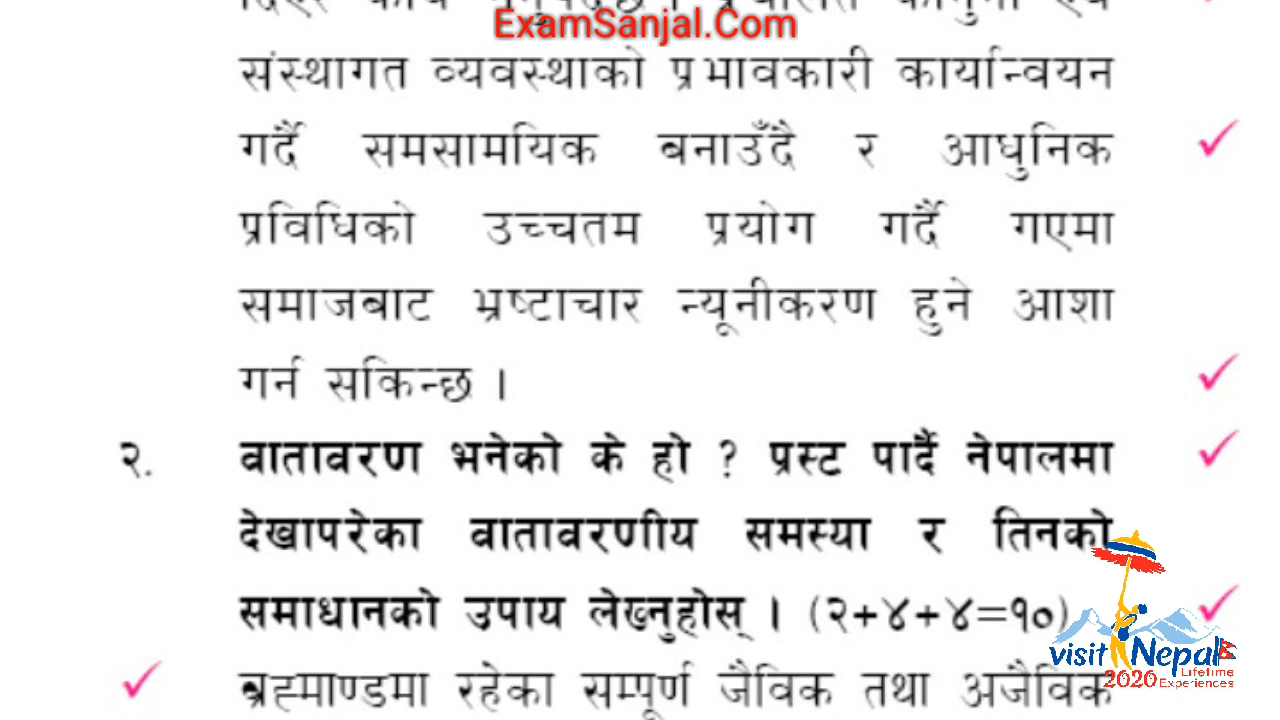 ExamSanjal.Com
संस्थागत व्यवस्थाको प्रभावकारी कार्यान्वयन
गर्दै समसामयिक बनाउँदै र आधुनिक
प्रविधिको उच्चतम प्रयोग गर्दै गएमा
समाजबाट भ्रष्टाचार न्यूनीकरण हुने आशा
गर्न सकिन्छ ।
२. वातावरण भनेको के हो ? प्रस्ट पार्दै नेपालमा
देखापरेका वातावरणीय समस्या र तिनको
समाधानको उपाय लेख्नुहोस् । (२+४+४=१०)
ब्रह्माण्डमा रहेका सम्पूर्ण जैविक तथा अजैविक
visit Nepal
2020 Lifetime Experiences